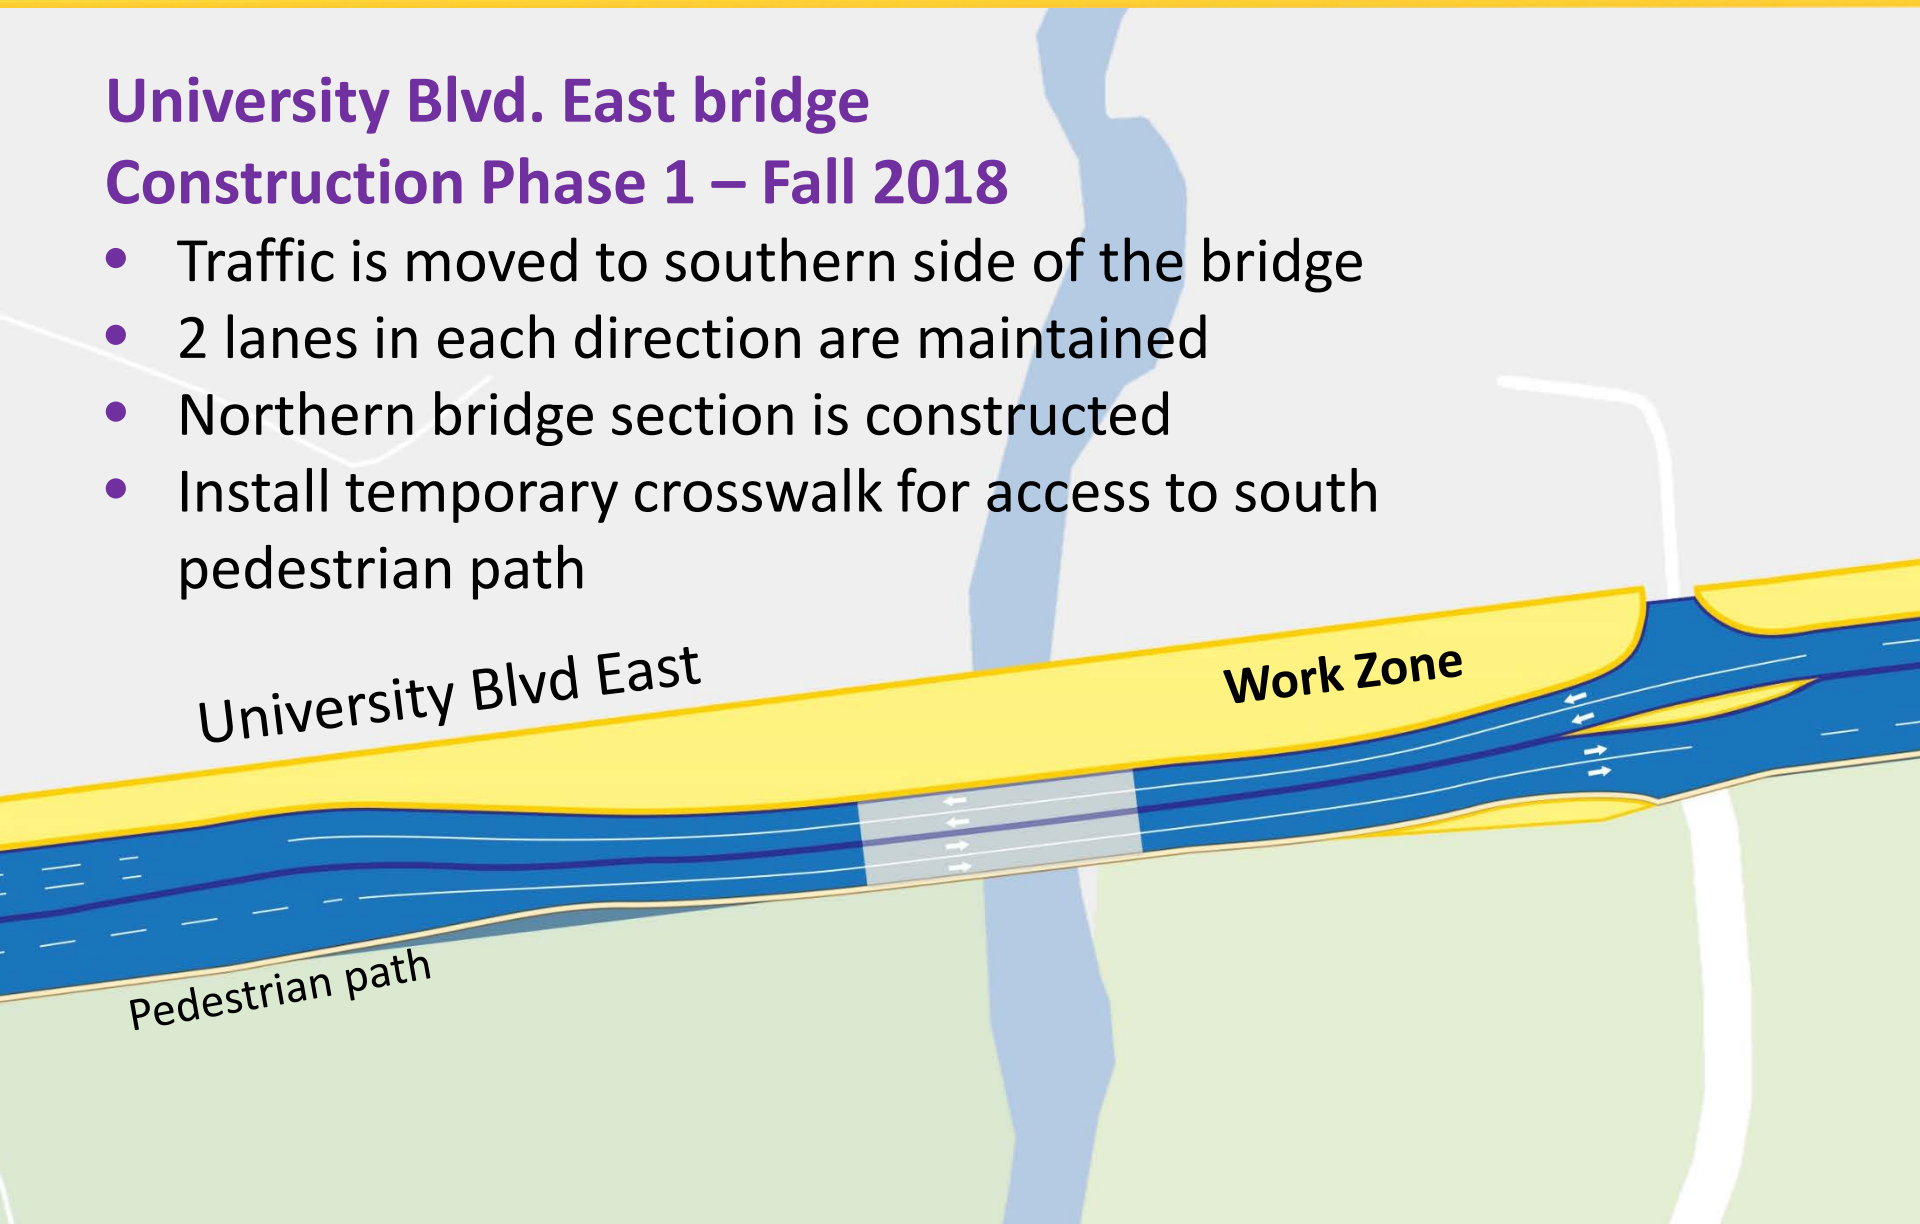 University Blvd. East bridge
Construction Phase 1 – Fall 2018
• Traffic is moved to southern side of the bridge
• 2 lanes in each direction are maintained
• Northern bridge section is constructed
• Install temporary crosswalk for access to south
pedestrian path
University Blvd East
Work Zone
Pedestrian path